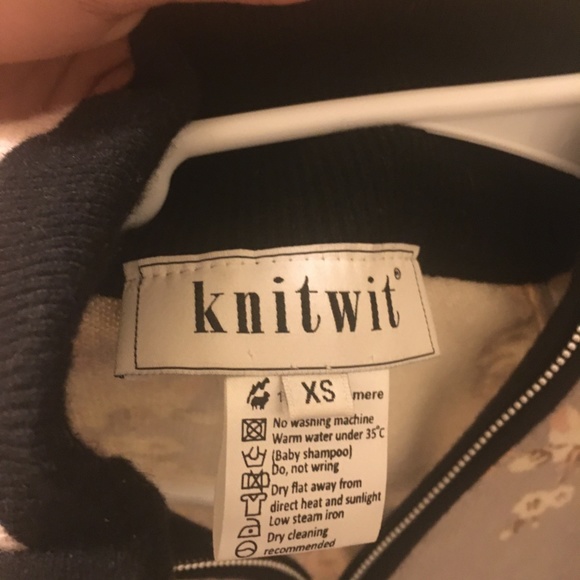 knitwit®
XS
mere
No washing machine
Warm water under 35°C
(Baby shampoo)
Do, not wring
Dry flat away from
direct heat and sunlight
Low steam iron
Dry cleaning
recommended